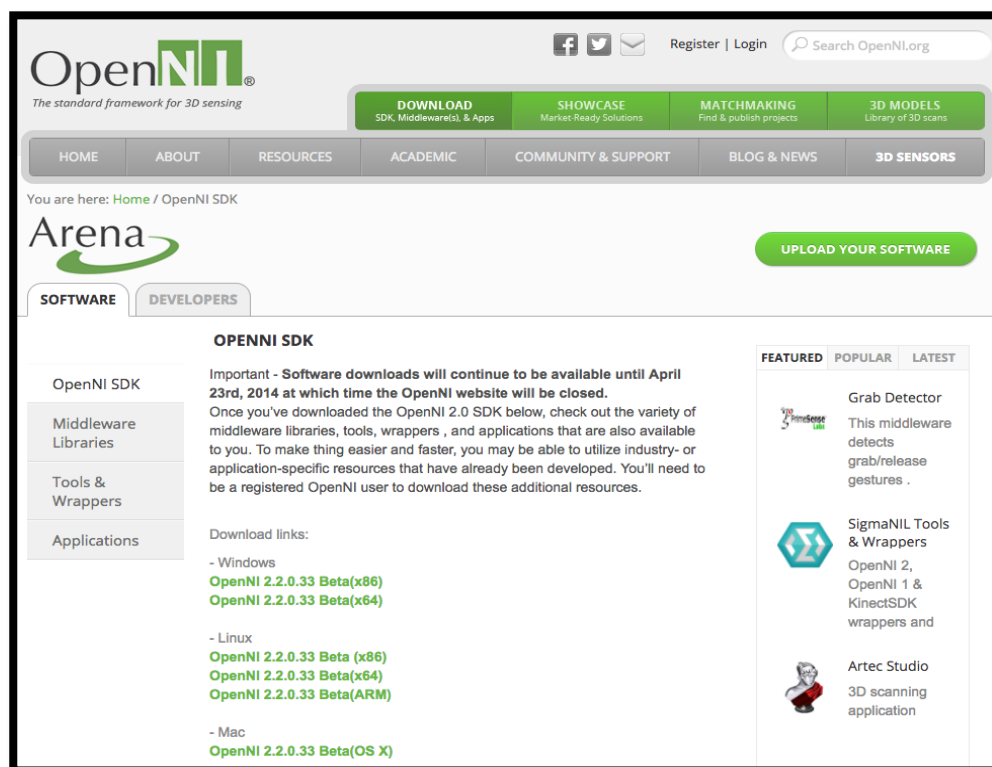 OpenNI®
The standard framework for 3D sensing
Register | Login
Search OpenNI.org
DOWNLOAD
SDK, Middleware(s), & Apps
SHOWCASE
Market-Ready Solutions
MATCHMAKING
Find & publish projects
3D MODELS
Library of 3D scans
HOME
ABOUT
RESOURCES
ACADEMIC
COMMUNITY & SUPPORT
BLOG & NEWS
3D SENSORS
You are here: Home / OpenNI SDK
Arena
UPLOAD YOUR SOFTWARE
SOFTWARE
DEVELOPERS
OpenNI SDK
Middleware
Libraries
Tools &
Wrappers
Applications
OPENNI SDK
Important - Software downloads will continue to be available until April
23rd, 2014 at which time the OpenNI website will be closed.
Once you've downloaded the OpenNI 2.0 SDK below, check out the variety of
middleware libraries, tools, wrappers , and applications that are also available
to you. To make thing easier and faster, you may be able to utilize industry- or
application-specific resources that have already been developed. You'll need to
be a registered OpenNI user to download these additional resources.
Download links:
- Windows
OpenNI 2.2.0.33 Beta(x86)
OpenNI 2.2.0.33 Beta(x64)
- Linux
OpenNI 2.2.0.33 Beta (x86)
OpenNI 2.2.0.33 Beta(x64)
OpenNI 2.2.0.33 Beta(ARM)
- Mac
OpenNI 2.2.0.33 Beta(OS X)
FEATURED
POPULAR
LATEST
PrimeSense
Labs
Grab Detector
This middleware
detects
grab/release
gestures .
SigmaNIL Tools
& Wrappers
OpenNI 2,
OpenNI 1 &
KinectSDK
wrappers and
Artec Studio
3D scanning
application